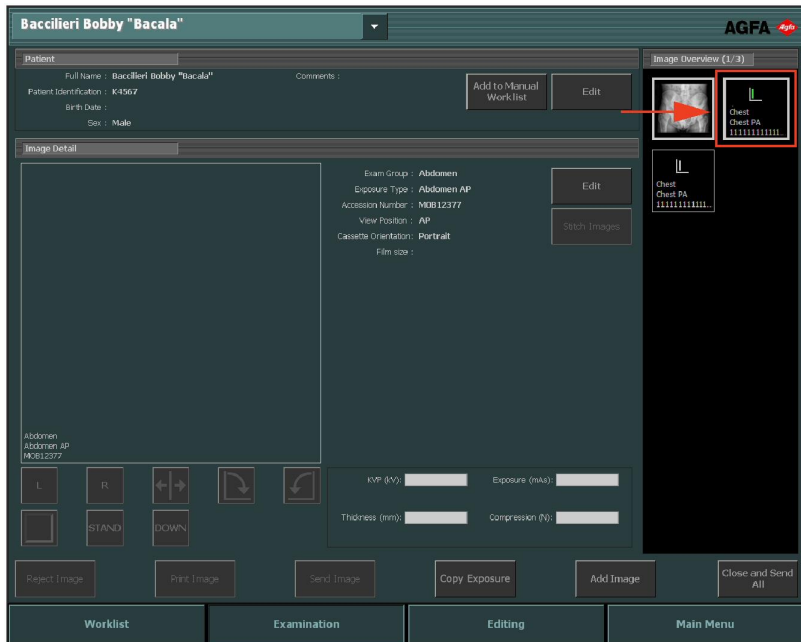 Baccilieri Bobby "Bacala"
AGFA Agfa
Patient
Full Name : Baccilieri Bobby "Bacala"
Comments :
Patient Identification : K4567
Birth Date :
Sex : Male
Add to Manual
Worklist
Edit
Image Overview (1/3)
L
Chest
Chest PA
111111111111..
L
Chest
Chest PA
111111111111..
Image Detail
Exam Group : Abdomen
Exposure Type : Abdomen AP
Accession Number : MOB12377
View Position : AP
Cassette Orientation: Portrait
Film size :
Edit
Stitch Images
Abdomen
Abdomen AP
MOB12377
L
R
STAND
DOWN
KVP (kV):
Exposure (mAs):
Thickness (mm):
Compression (N):
Reject Image
Print Image
Send Image
Copy Exposure
Add Image
Close and Send
All
Worklist
Examination
Editing
Main Menu